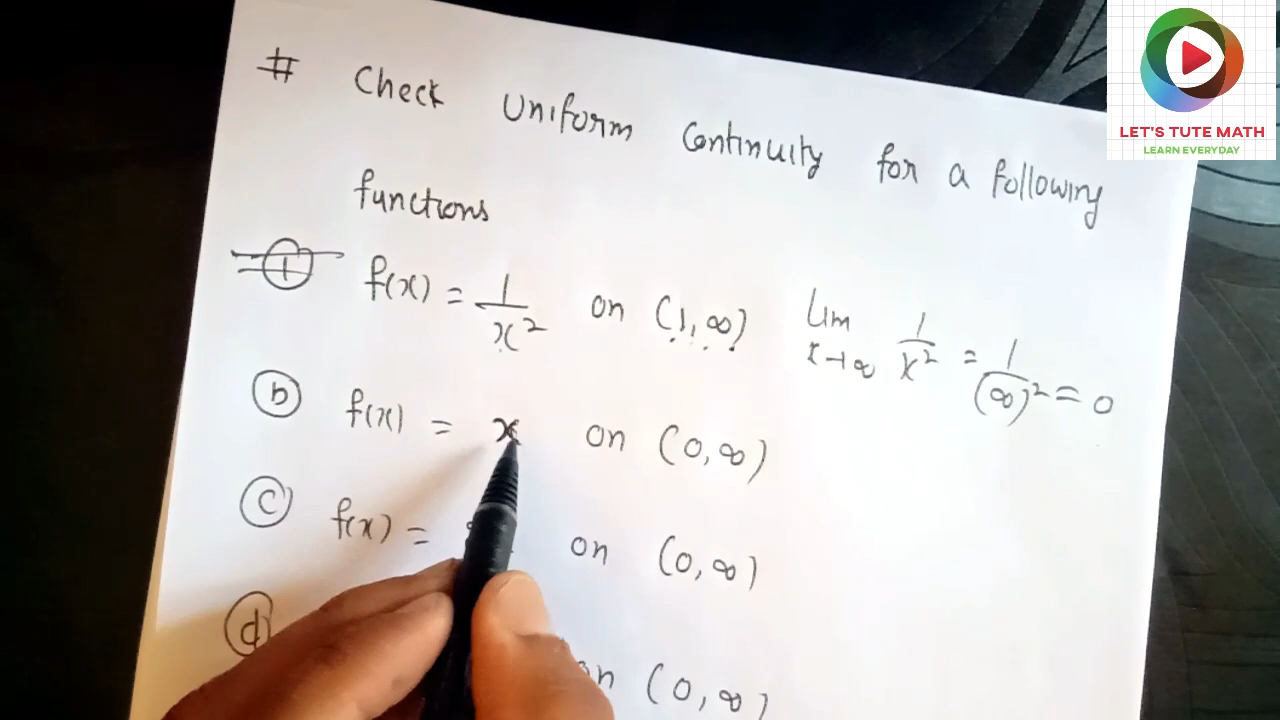 # Check Uniform Continuity for a following
functions
1 f(x) = 1/x² on (1, ∞) Lim x→∞ 1/x² = 1/(∞)² = 0
b f(x) = x on (0, ∞)
c f(x) = on (0, ∞)
d on (0, ∞)
LET'S TUTE MATH
LEARN EVERYDAY